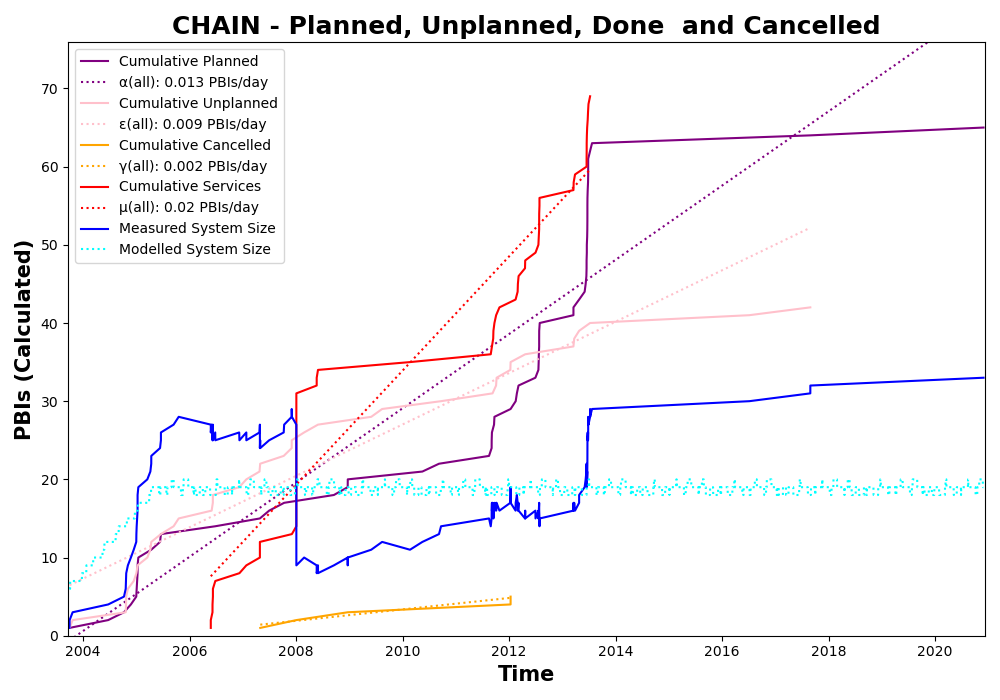 CHAIN - Planned, Unplanned, Done  and Cancelled
Cumulative Planned
α(all): 0.013 PBIs/day
Cumulative Unplanned
ε(all): 0.009 PBIs/day
Cumulative Cancelled
γ(all): 0.002 PBIs/day
Cumulative Services
μ(all): 0.02 PBIs/day
Measured System Size
Modelled System Size
PBIs (Calculated)
70
60
50
40
30
20
10
0
2004 2006 2008 2010 2012 2014 2016 2018 2020
Time